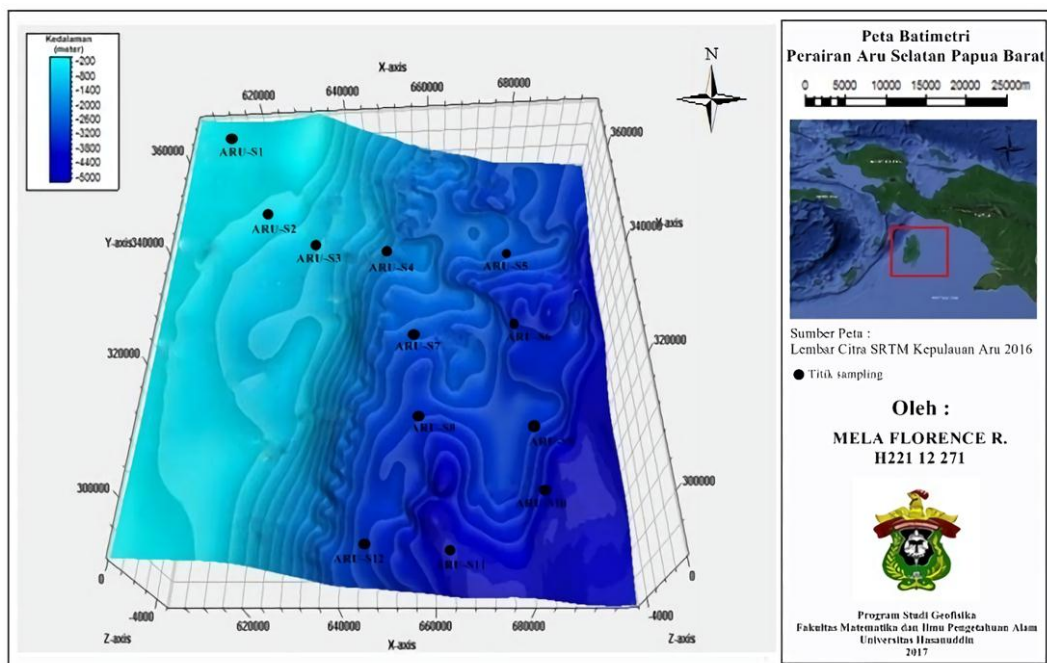 Kedalaman
(meter)
-200
-800
-1400
-2000
-2600
-3200
-3800
-4400
-5000
X-axis
620000
640000
660000
680000
N
360000
360000
ARU-S1
ARU-S2
ARU-S3
ARU-S4
ARU-S5
Y-axis
340000
340000
ARU-S6
ARU-S7
320000
320000
ARU-S8
ARU-S10
300000
300000
ARU-S12
ARU-S11
0
0
-4000
-4000
Z-axis
620000
640000
660000
680000
Z-axis
X-axis
Peta Batimetri
Perairan Aru Selatan Papua Barat
0
5000
10000
15000
20000
25000m
Sumber Peta :
Lembar Citra SRTM Kepulauan Aru 2016
Titik sampling
Oleh :
MELA FLORENCE R.
H221 12 271
Program Studi Geofisika
Fakultas Matematika dan Ilmu Pengetahuan Alam
Universitas Hasanuddin
2017